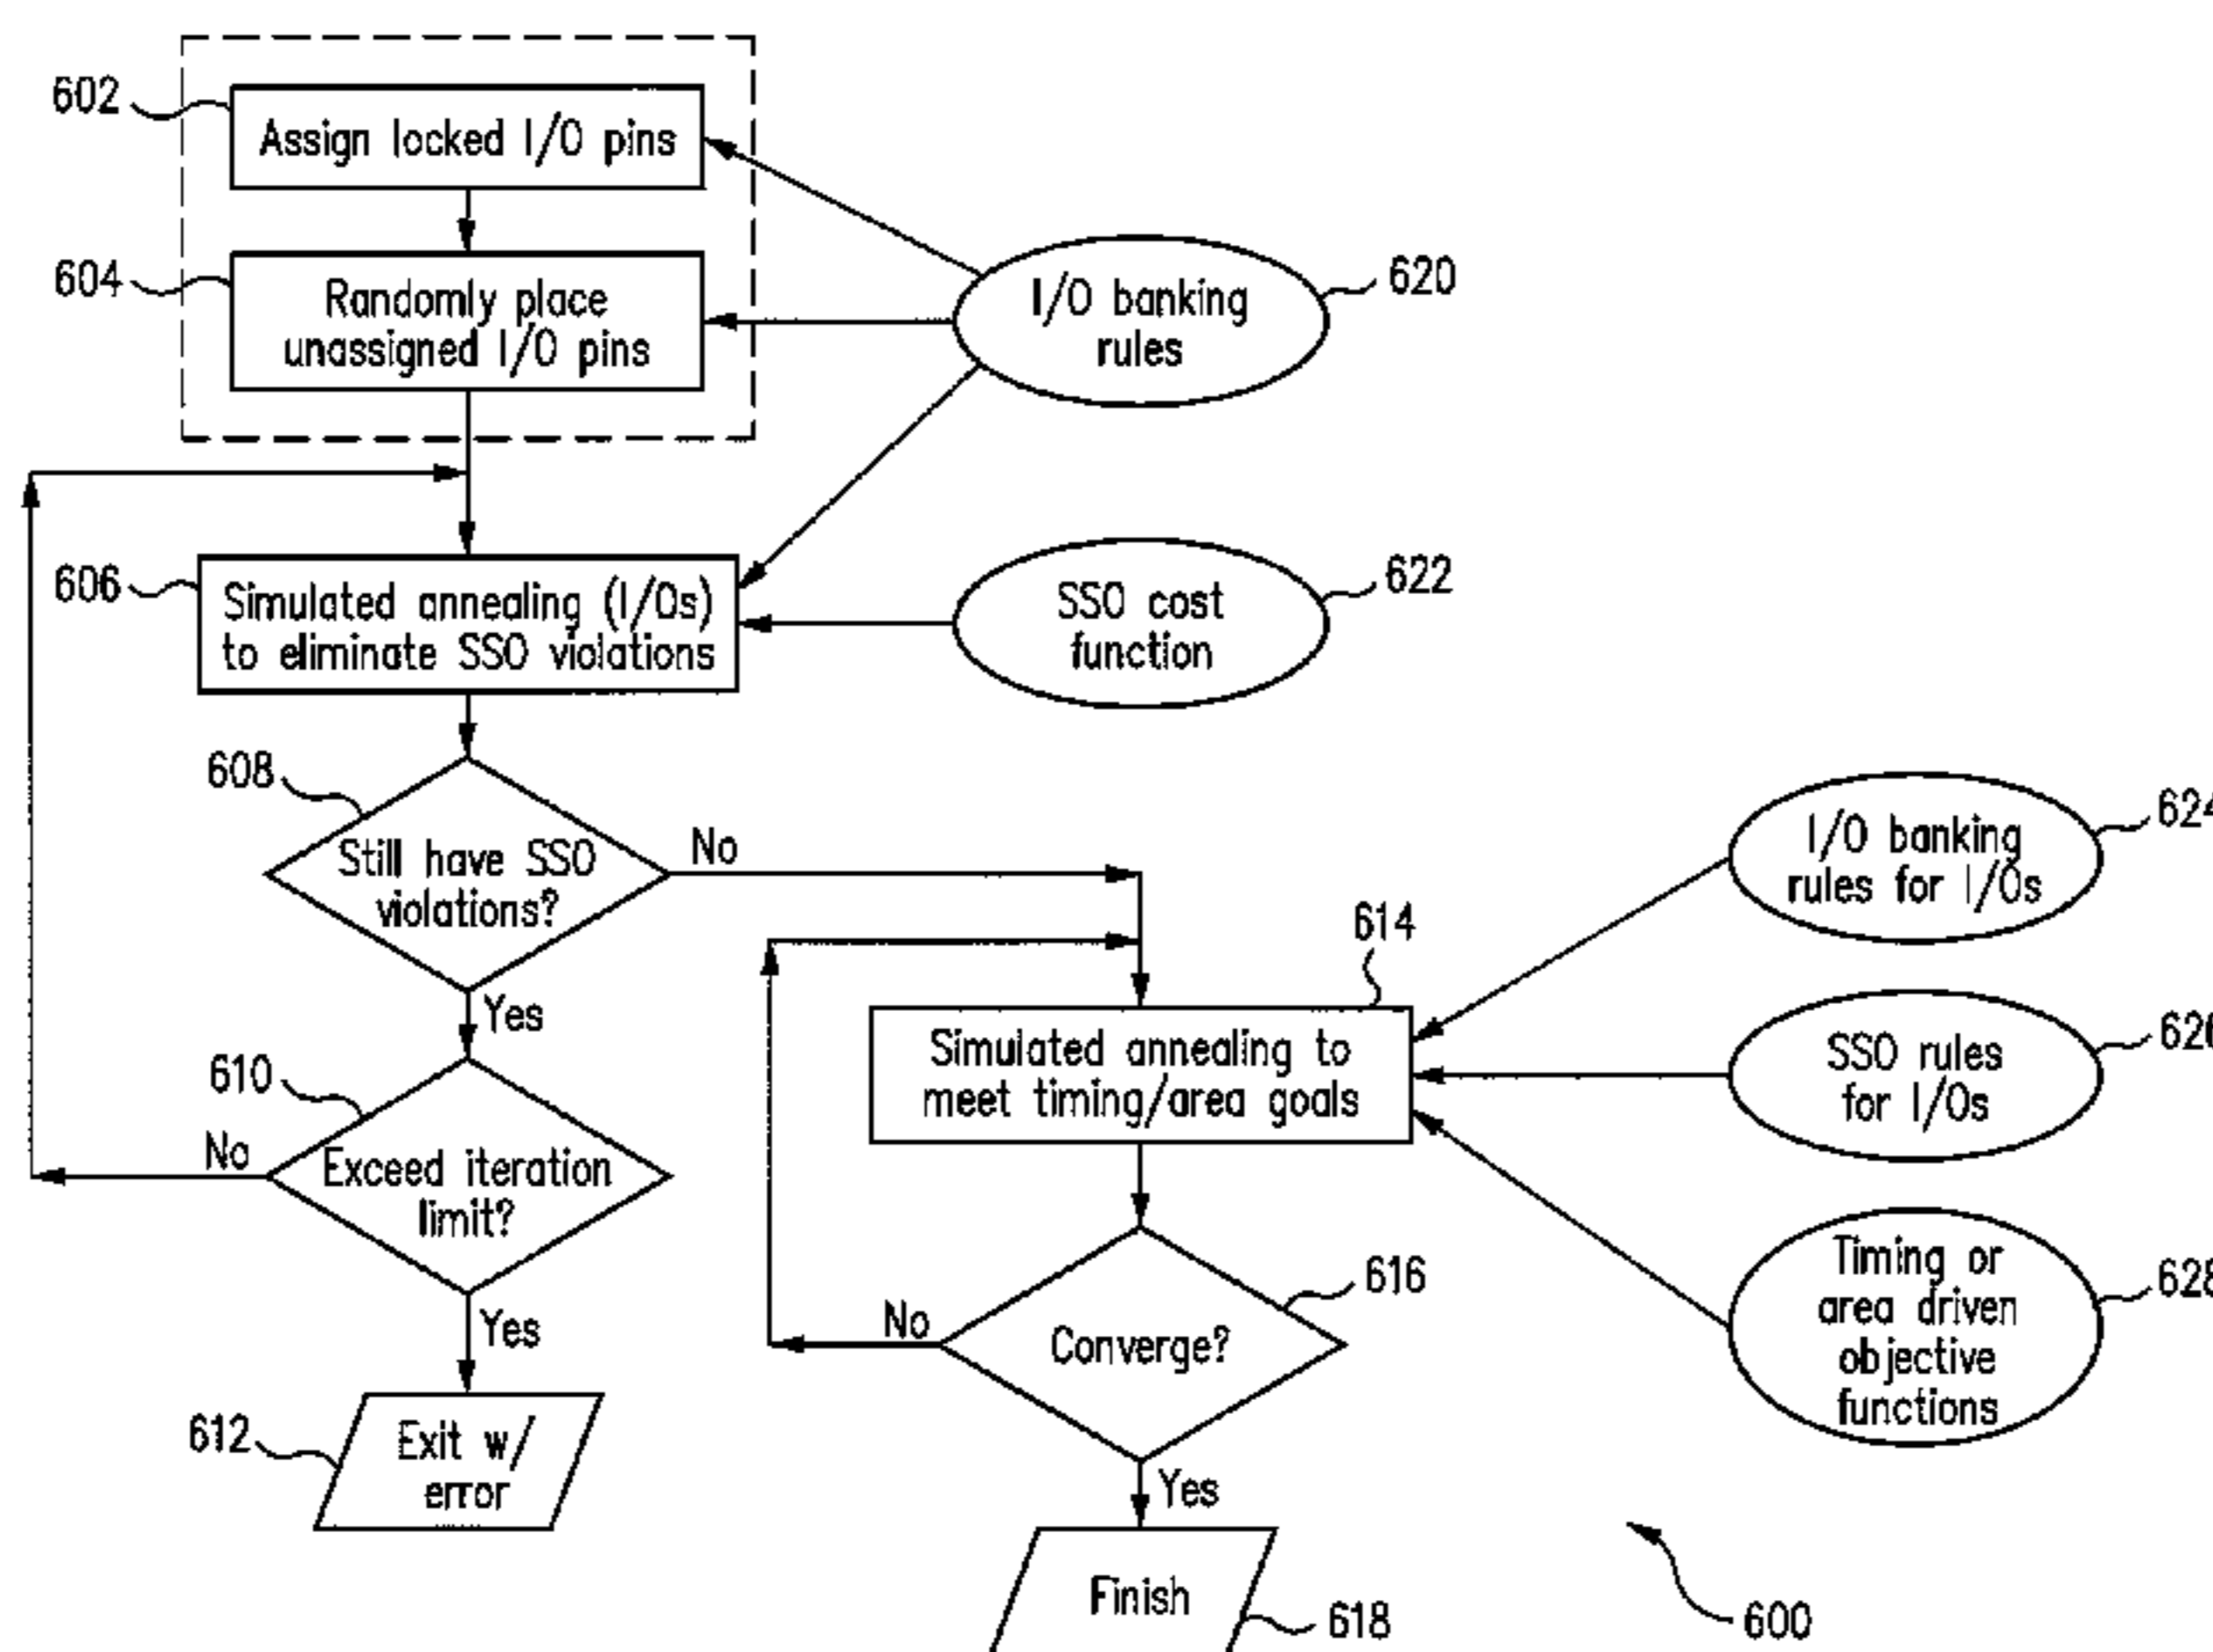 602
Assign locked I/O pins
604
Randomly place
unassigned I/O pins
I/O banking
rules
620
606
Simulated annealing (I/Os)
to eliminate SSO violations
SSO cost
function
622
608
Still have SSO
violations?
No
Yes
610
Exceed iteration
limit?
No
Yes
612
Exit w/
error
614
Simulated annealing to
meet timing/area goals
I/O banking
rules for I/Os
624
SSO rules
for I/Os
626
Timing or
area driven
objective
functions
628
616
Converge?
No
Yes
Finish
618
600